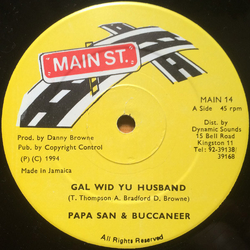 MAIN ST.
MAIN 14
A Side 45 rpm
Prod. by Danny Browne
Pub. by Copyright Control
(P) (C) 1994
Made in Jamaica
Dist. by
Dynamic Sounds
15 Bell Road
Kingston 11
Tel: 92-39138/
39168
GAL WID YU HUSBAND
(T. Thompson A. Bradford D. Browne)
PAPA SAN & BUCCANEER
All Rights Reserved